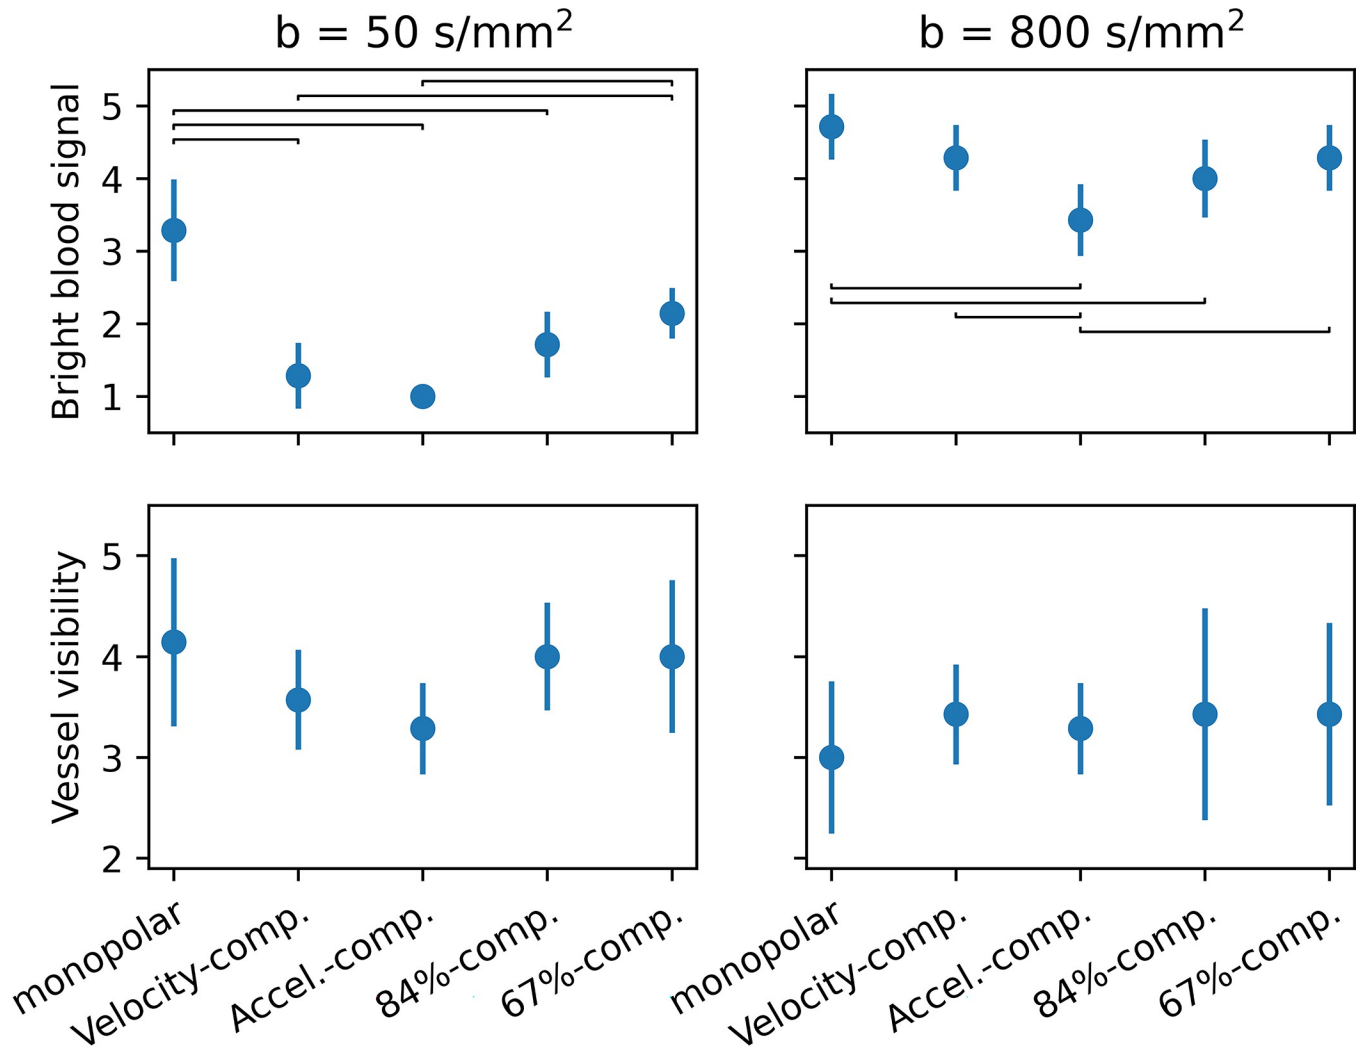 b = 50 s/mm²
b = 800 s/mm²
Bright blood signal
5
4
3
2
1
Vessel visibility
5
4
3
2
monopolar
Velocity-comp.
Accel.-comp.
84%-comp.
67%-comp.
monopolar
Velocity-comp.
Accel.-comp.
84%-comp.
67%-comp.